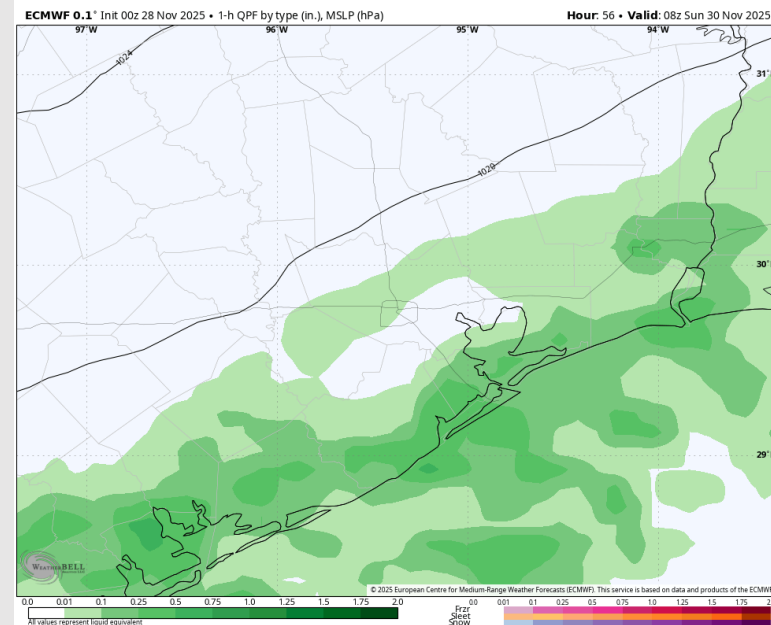 ECMWF 0.1° Init 00z 28 Nov 2025 • 1-h QPF by type (in.), MSLP (hPa) Hour: 56 • Valid: 08z Sun 30 Nov 2025
97°W 96°W 95°W 94°W
1024
31°
1020
30°
29°
WEATHERBELL
© 2025 European Centre for Medium-Range Weather Forecasts (ECMWF). This service is based on data and products of the ECMWF
0.0 0.01 0.1 0.25 0.5 0.75 1.0 1.25 1.5 1.75 2.0 0.0 0.01 0.1 0.25 0.5 0.75 1.0 1.25 1.5 1.75 2.
Frzr
Sleet
Snow
All values represent liquid equivalent